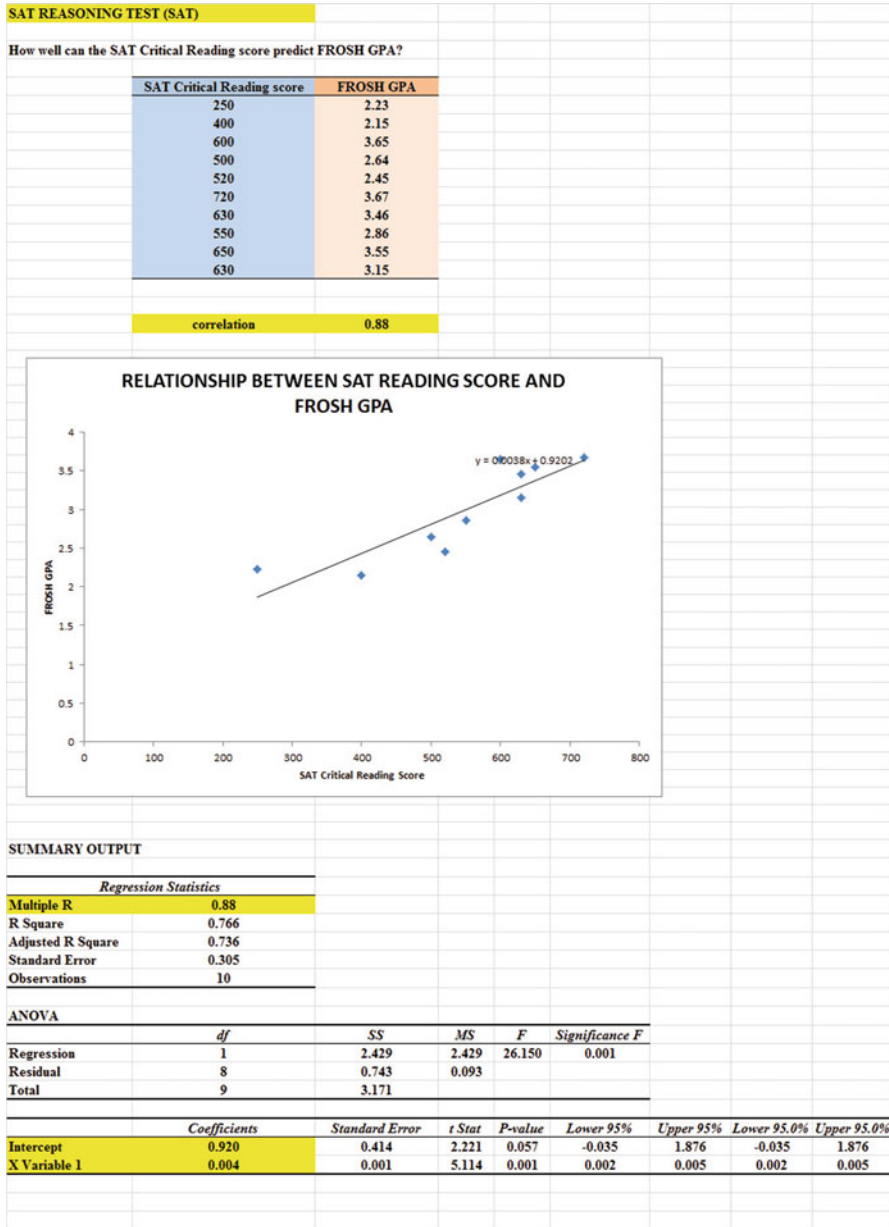 SAT REASONING TEST (SAT)
How well can the SAT Critical Reading score predict FROSH GPA?
SAT Critical Reading score FROSH GPA
250 2.23
400 2.15
600 3.65
500 2.64
520 2.45
720 3.67
630 3.46
550 2.86
650 3.55
630 3.15
correlation 0.88
RELATIONSHIP BETWEEN SAT READING SCORE AND
FROSH GPA
y = 0.0038x + 0.9202
4
3.5
3
2.5
2
1.5
1
0.5
0
FROSH GPA
0 100 200 300 400 500 600 700 800
SAT Critical Reading Score
SUMMARY OUTPUT
Regression Statistics
Multiple R 0.88
R Square 0.766
Adjusted R Square 0.736
Standard Error 0.305
Observations 10
ANOVA
df SS MS F Significance F
Regression 1 2.429 2.429 26.150 0.001
Residual 8 0.743 0.093
Total 9 3.171
Coefficients Standard Error t Stat P-value Lower 95% Upper 95% Lower 95.0% Upper 95.0%
Intercept 0.920 0.414 2.221 0.057 -0.035 1.876 -0.035 1.876
X Variable 1 0.004 0.001 5.114 0.001 0.002 0.005 0.002 0.005